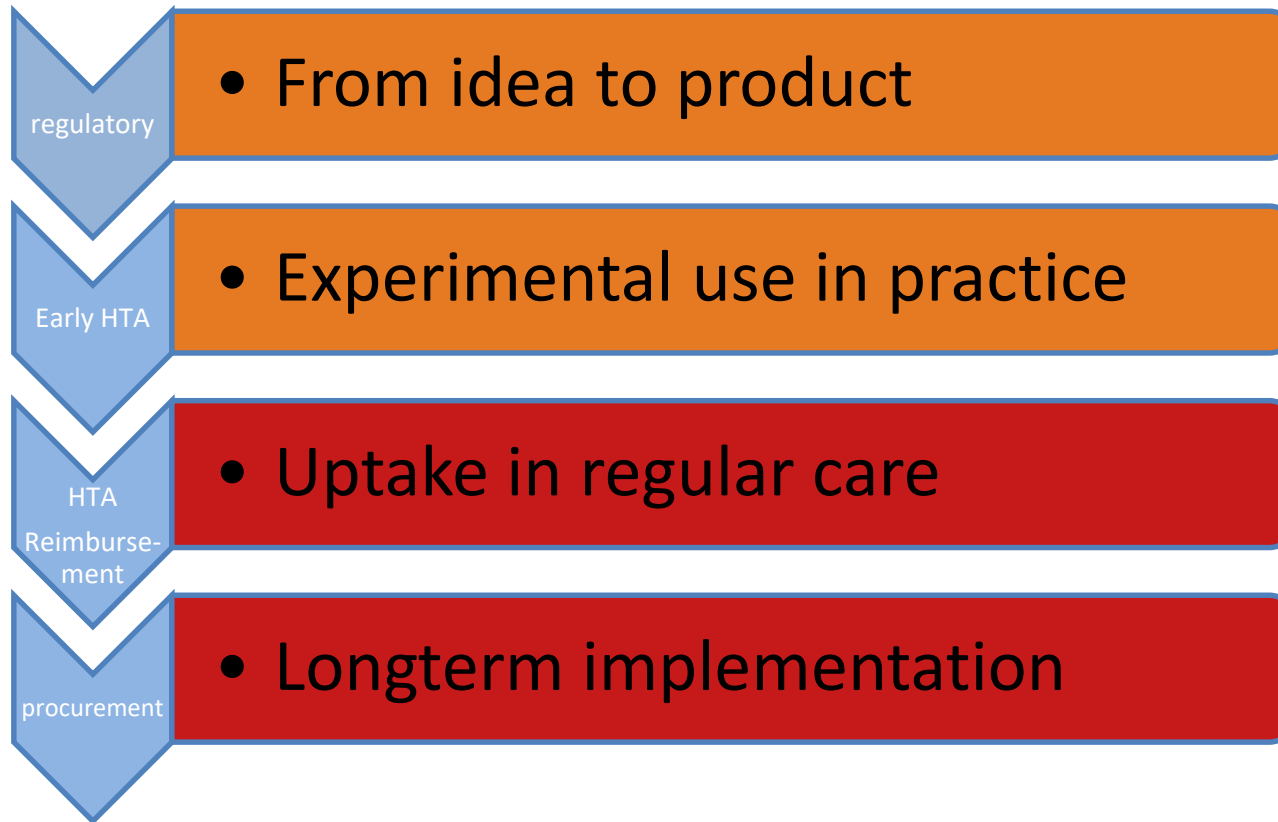 regulatory
• From idea to product
Early HTA
• Experimental use in practice
HTA
Reimburse-
ment
• Uptake in regular care
procurement
• Longterm implementation